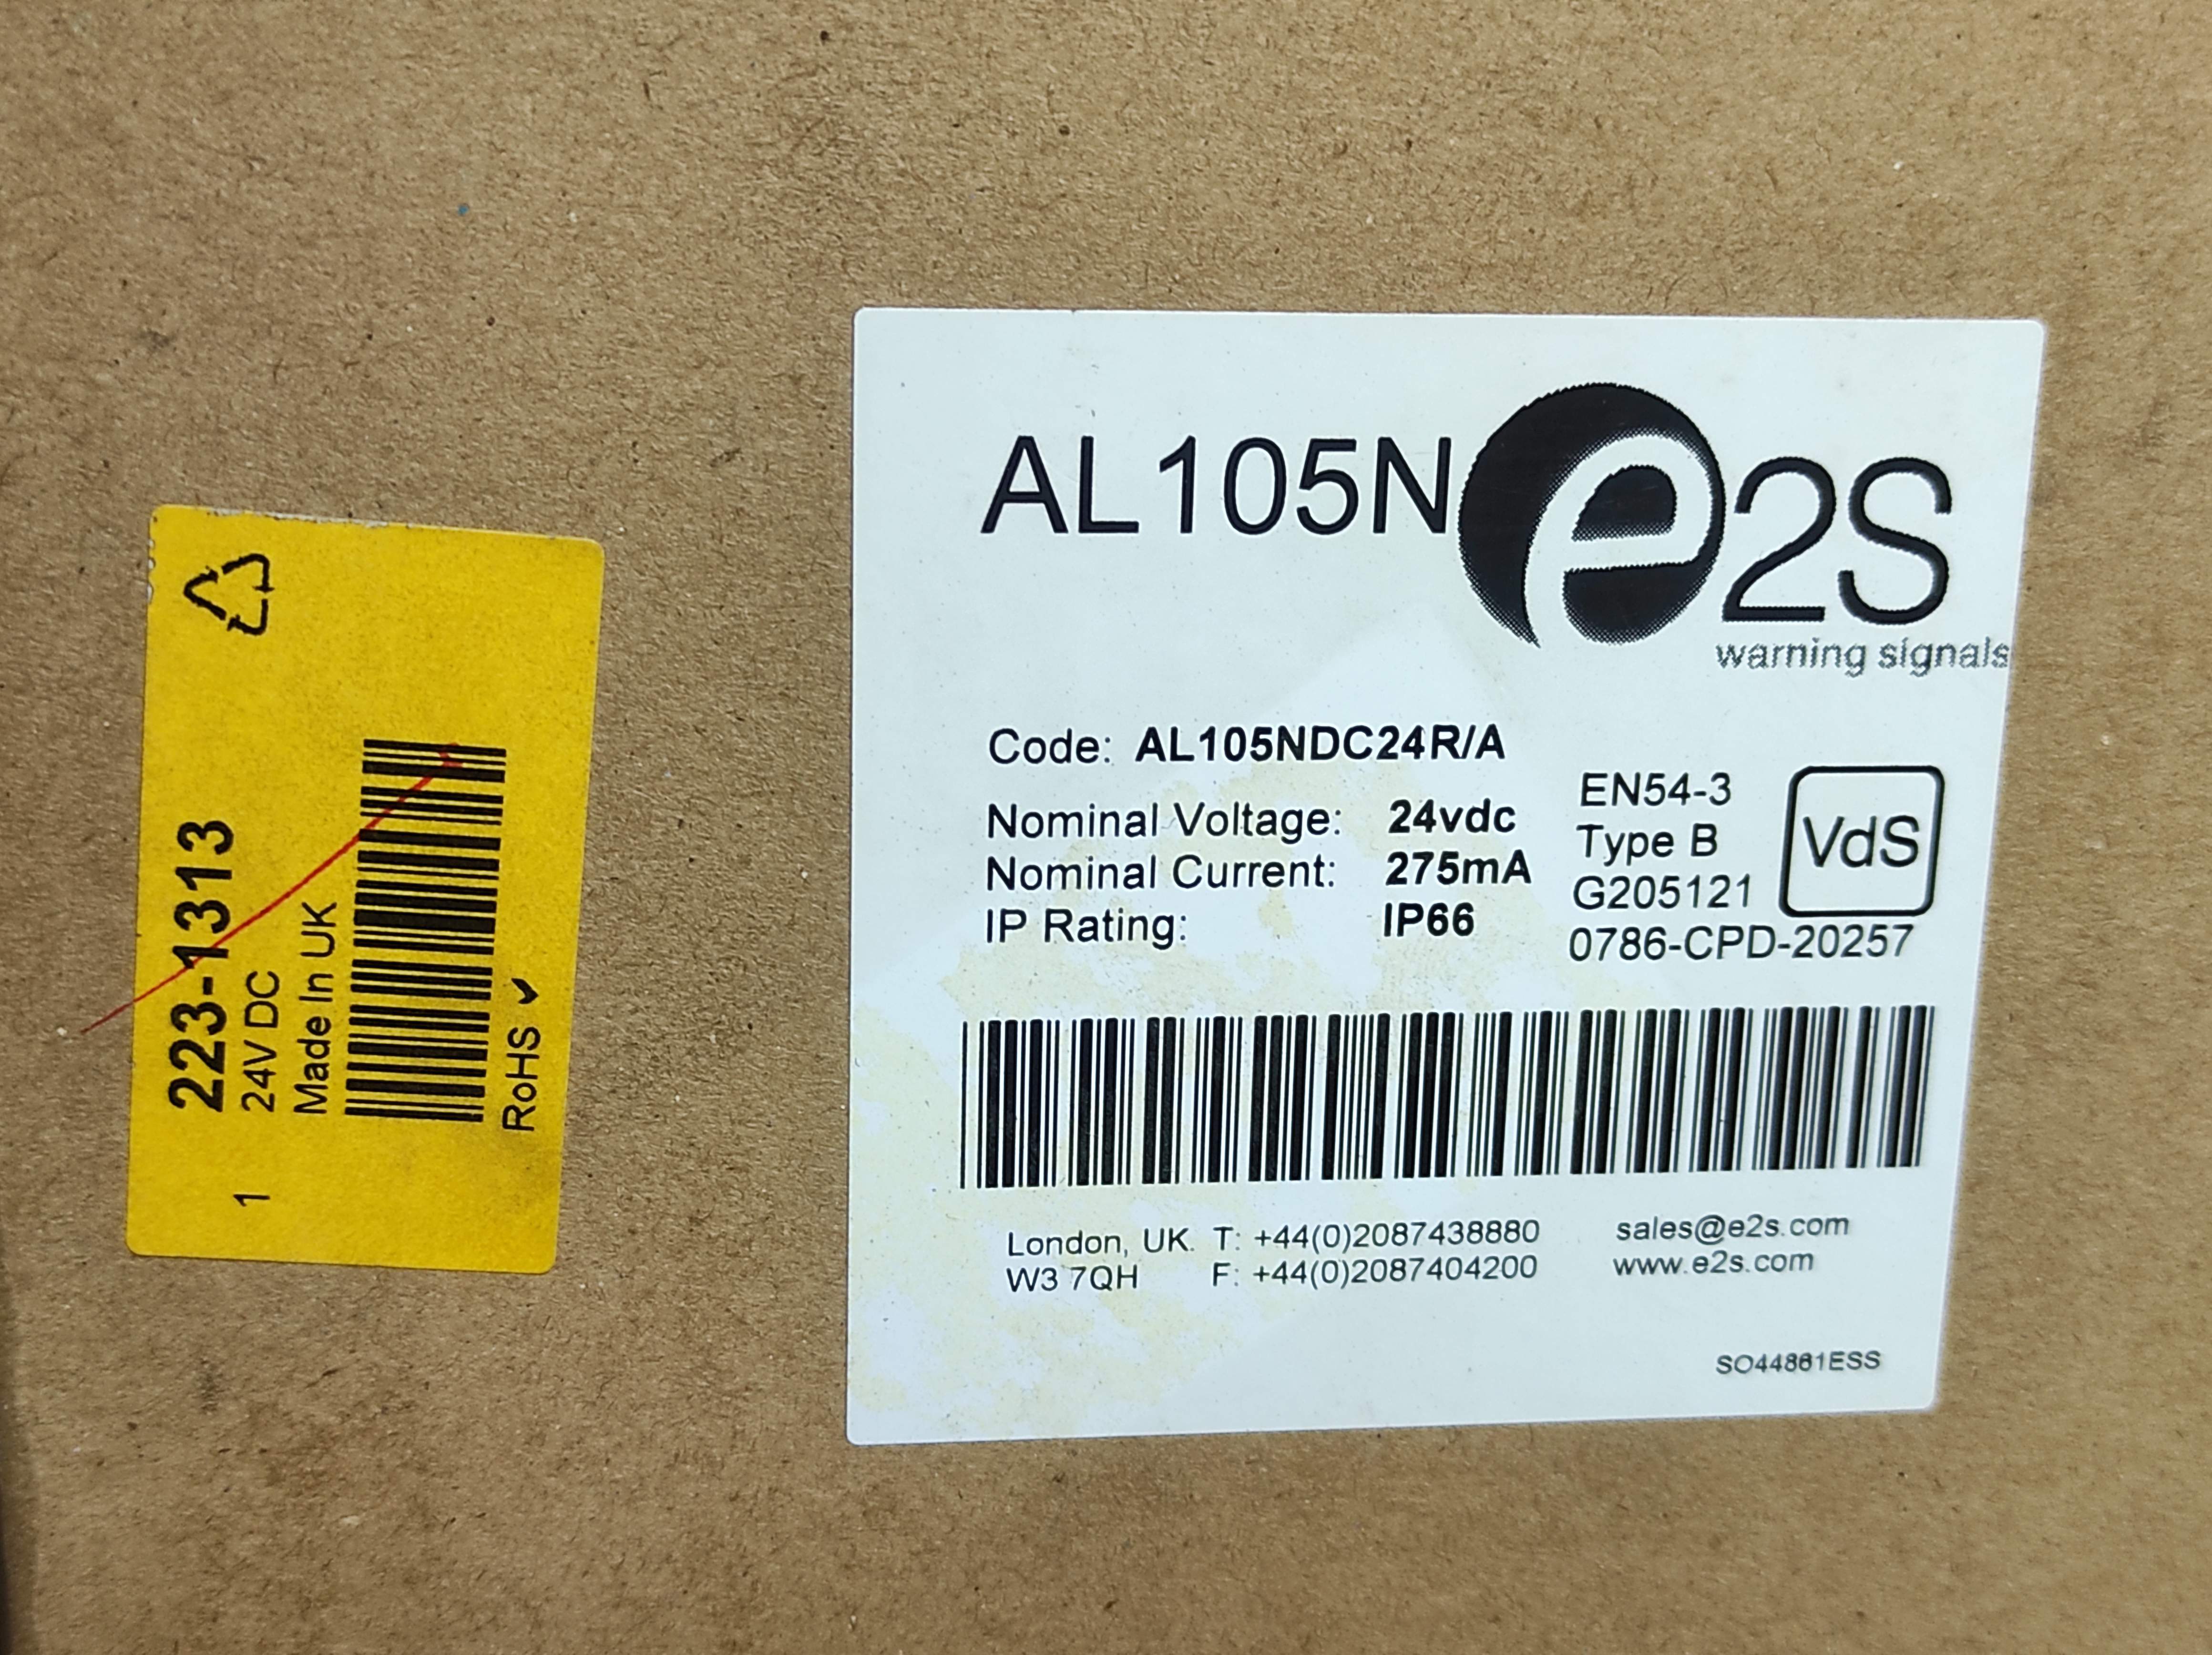 223-1313
24V DC
Made In UK
1
RoHS ✓
AL105N
e2S
warning signals
Code: AL105NDC24R/A
Nominal Voltage: 24vdc
Nominal Current: 275mA
IP Rating: IP66
EN54-3
Type B
G205121
0786-CPD-20257
VdS
London, UK. T: +44(0)2087438880
W3 7QH F: +44(0)2087404200
sales@e2s.com
www.e2s.com
SO44861ESS